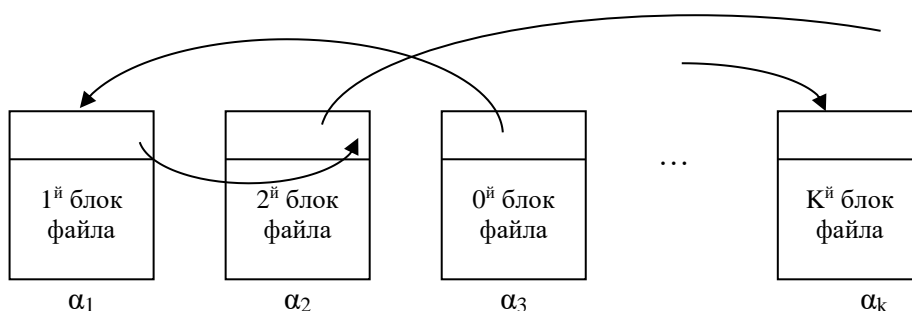 1й блок
файла
2й блок
файла
0й блок
файла
…
Kй блок
файла
α1
α2
α3
αk